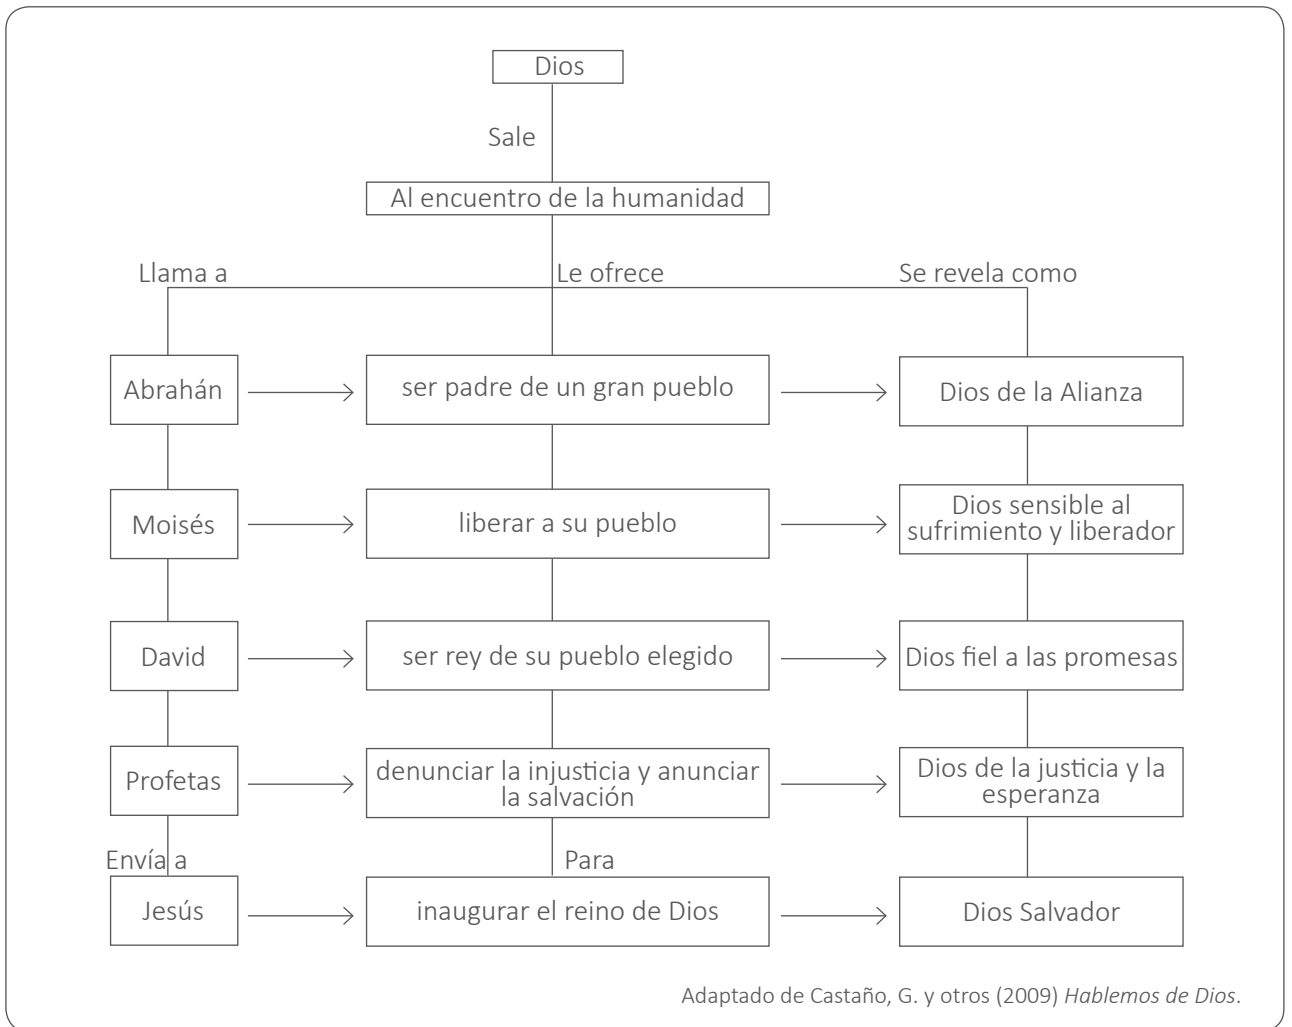 Dios
Sale
Al encuentro de la humanidad
Llama a
Le ofrece
Se revela como
Abrahán
ser padre de un gran pueblo
Dios de la Alianza
Moisés
liberar a su pueblo
Dios sensible al
sufrimiento y liberador
David
ser rey de su pueblo elegido
Dios fiel a las promesas
Profetas
denunciar la injusticia y anunciar
la salvación
Dios de la justicia y la
esperanza
Envía a
Para
Jesús
inaugurar el reino de Dios
Dios Salvador
Adaptado de Castaño, G. y otros (2009) Hablemos de Dios.